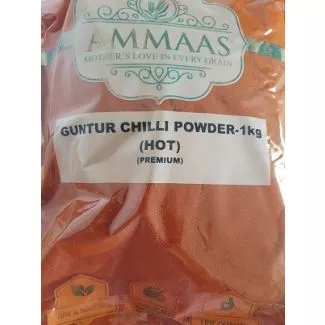 AMMAAS
MOTHER'S LOVE IN EVERY GRAIN
GUNTUR CHILLI POWDER-1kg
(HOT)
(PREMIUM)